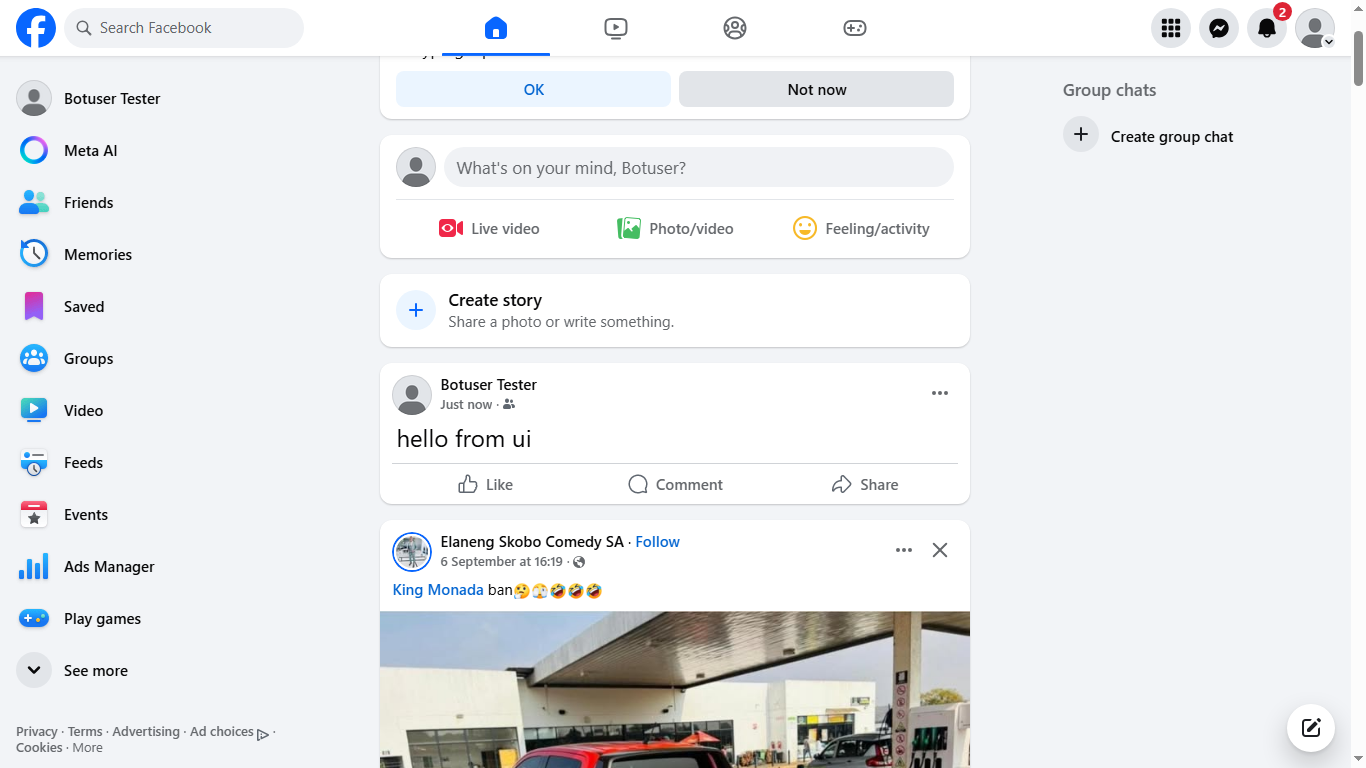 Search Facebook
2
Botuser Tester
Meta AI
Friends
Memories
Saved
Groups
Video
Feeds
Events
Ads Manager
Play games
See more
Privacy · Terms · Advertising · Ad choices ·
Cookies · More
OK
Not now
What's on your mind, Botuser?
Live video
Photo/video
Feeling/activity
Create story
Share a photo or write something.
Botuser Tester
Just now ·
hello from ui
Like
Comment
Share
Elaneng Skobo Comedy SA · Follow
6 September at 16:19 ·
King Monada ban🤔🫣🤣🤣🤣
Group chats
Create group chat